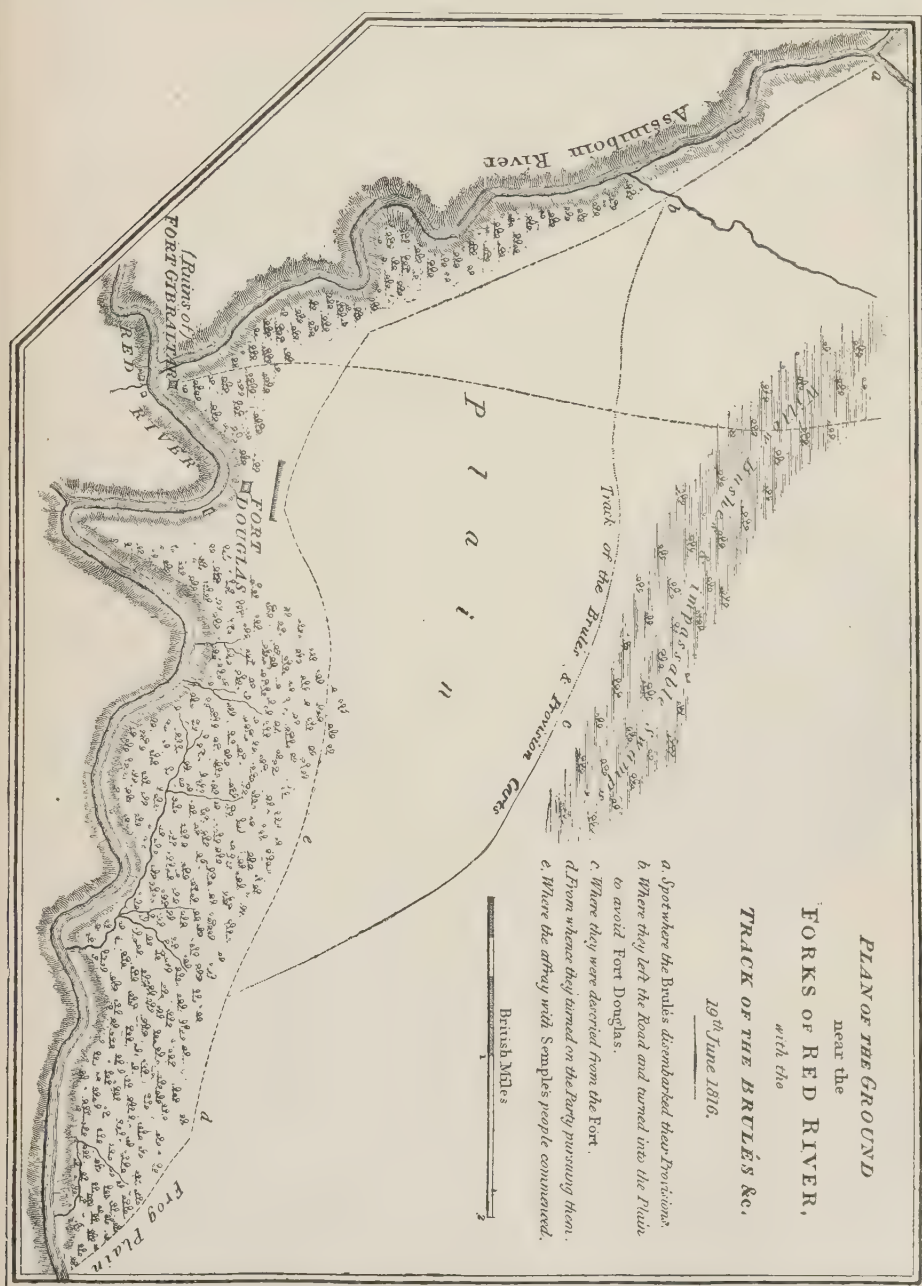 PLAN OF THE GROUND
near the
FORKS OF RED RIVER,
with the
TRACK OF THE BRULÉS &c.
19th June 1816.
a. Spot where the Brulés disembarked their Provisions.
b. Where they left the Road and turned into the Plain
to avoid Fort Douglas.
c. Where they were descried from the Fort.
d. From whence they turned on the Party pursuing them.
e. Where the affray with Semple's people commenced.
British Miles
1
2
a
Assiniboin River
b
impassable
Track of the Brulés & Provision Carts
c
Plain
(Ruins of)
FORT GIBRALTAR
RED RIVER
FORT
DOUGLAS
e
d
Frog Plain